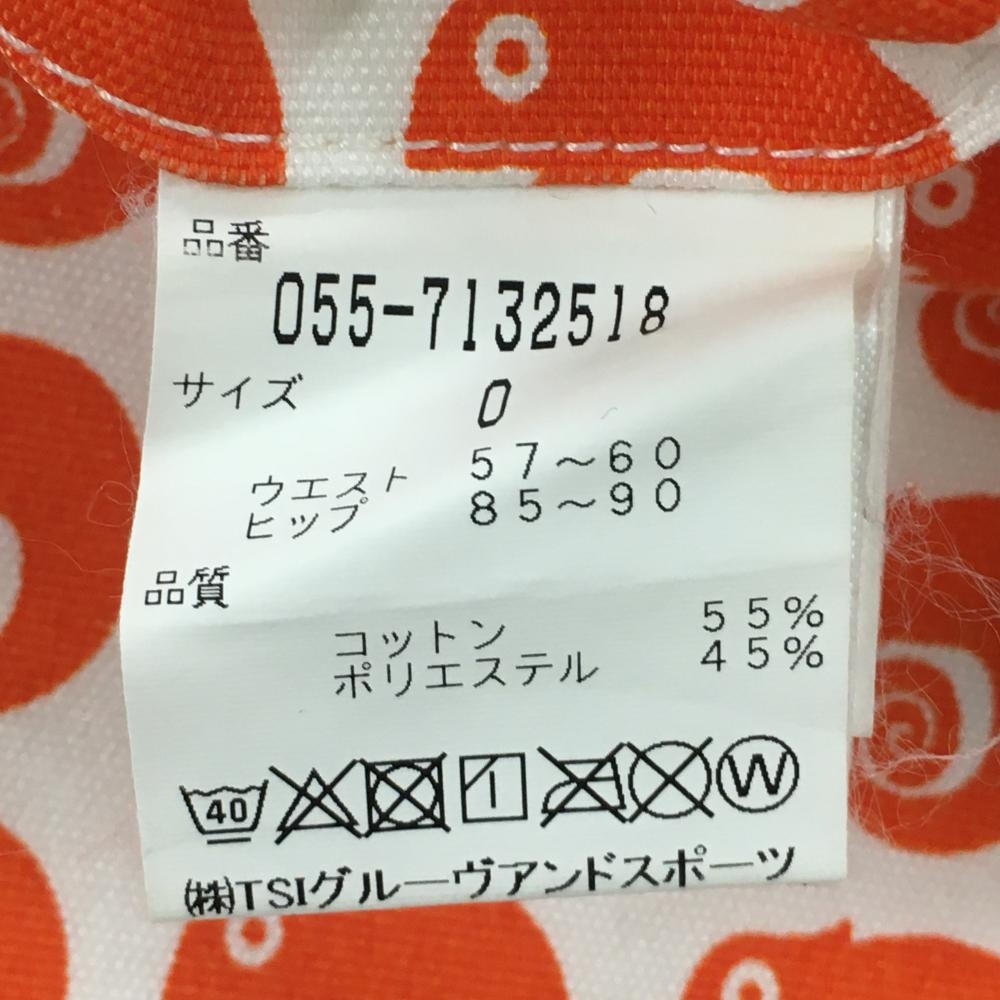 品番
055-7132518
サイズ 0
ウエスト 57～60
ヒップ 85～90
品質
コットン 55%
ポリエステル 45%
40 W
㈱TSIグルーヴアンドスポーツ